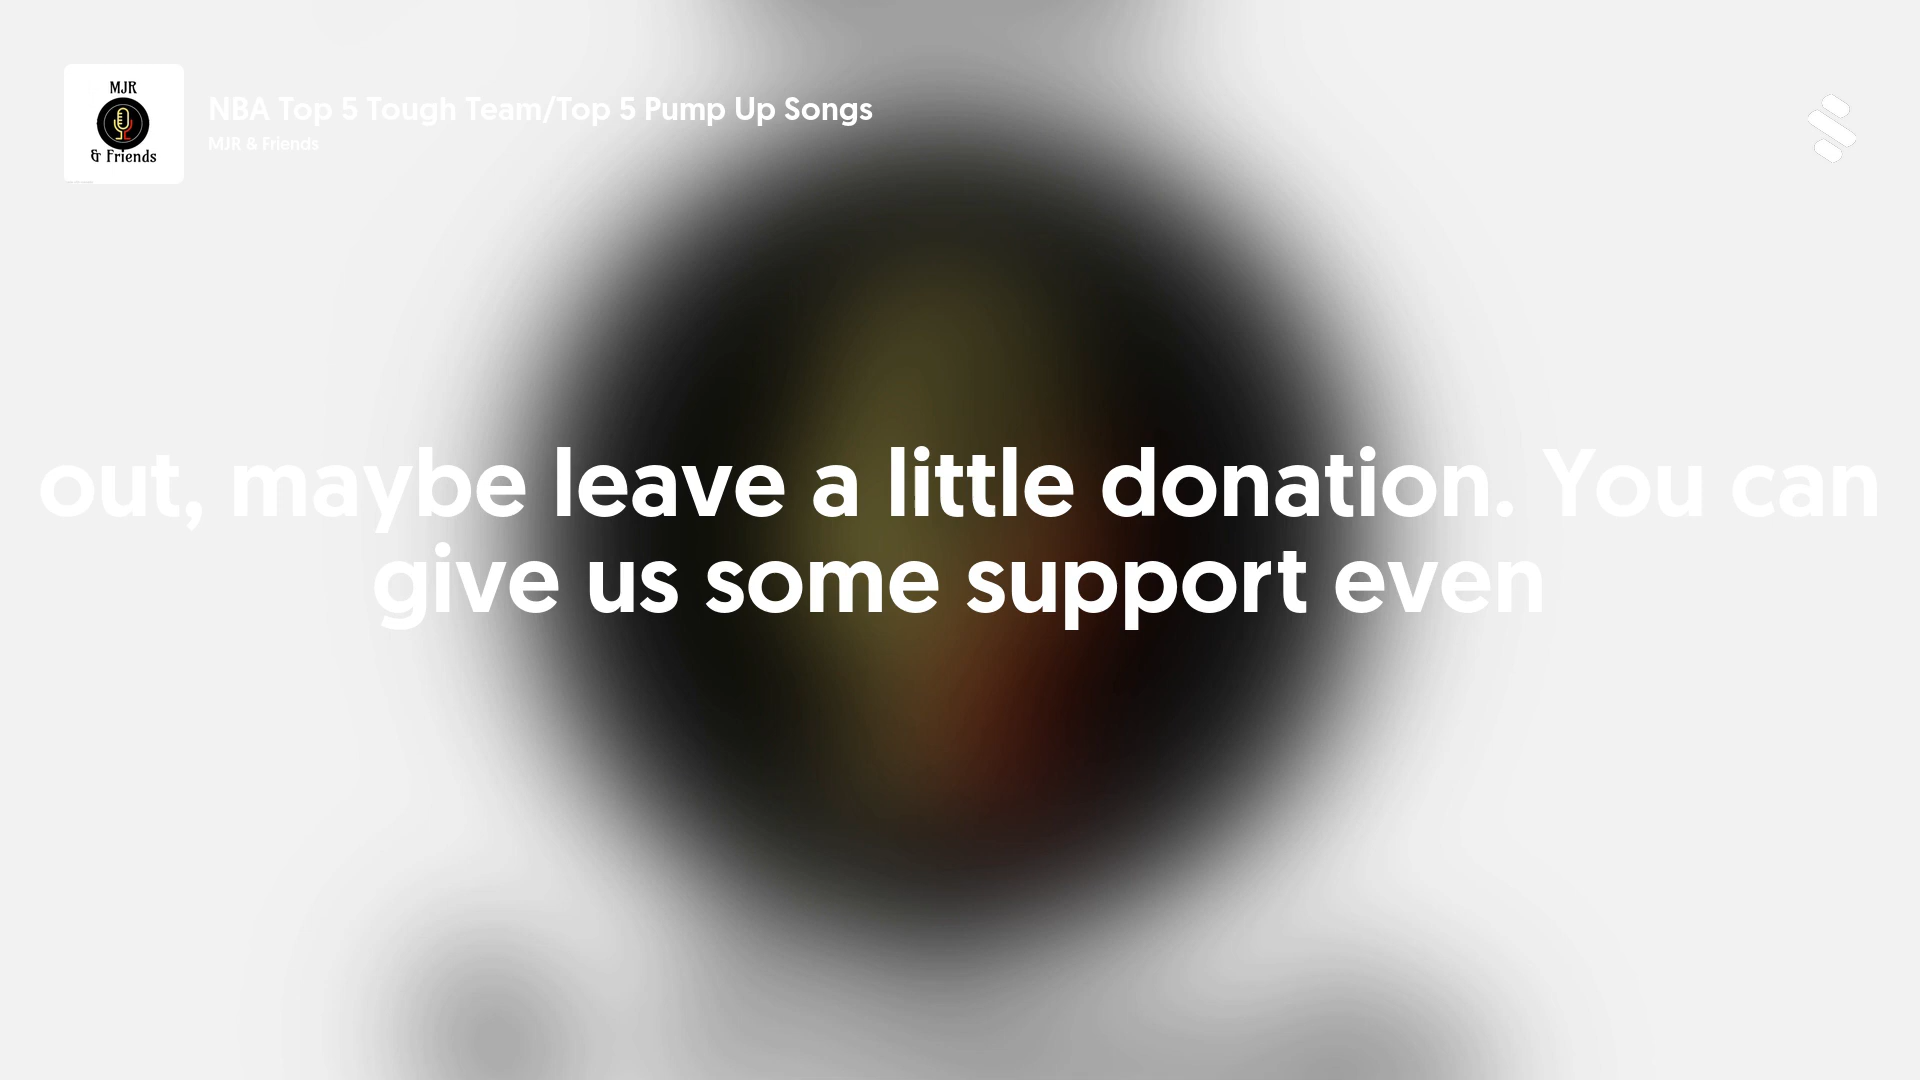 MJR
& Friends
NBA Top 5 Tough Team/Top 5 Pump Up Songs
MJR & Friends
out, maybe leave a little donation. You can
give us some support even